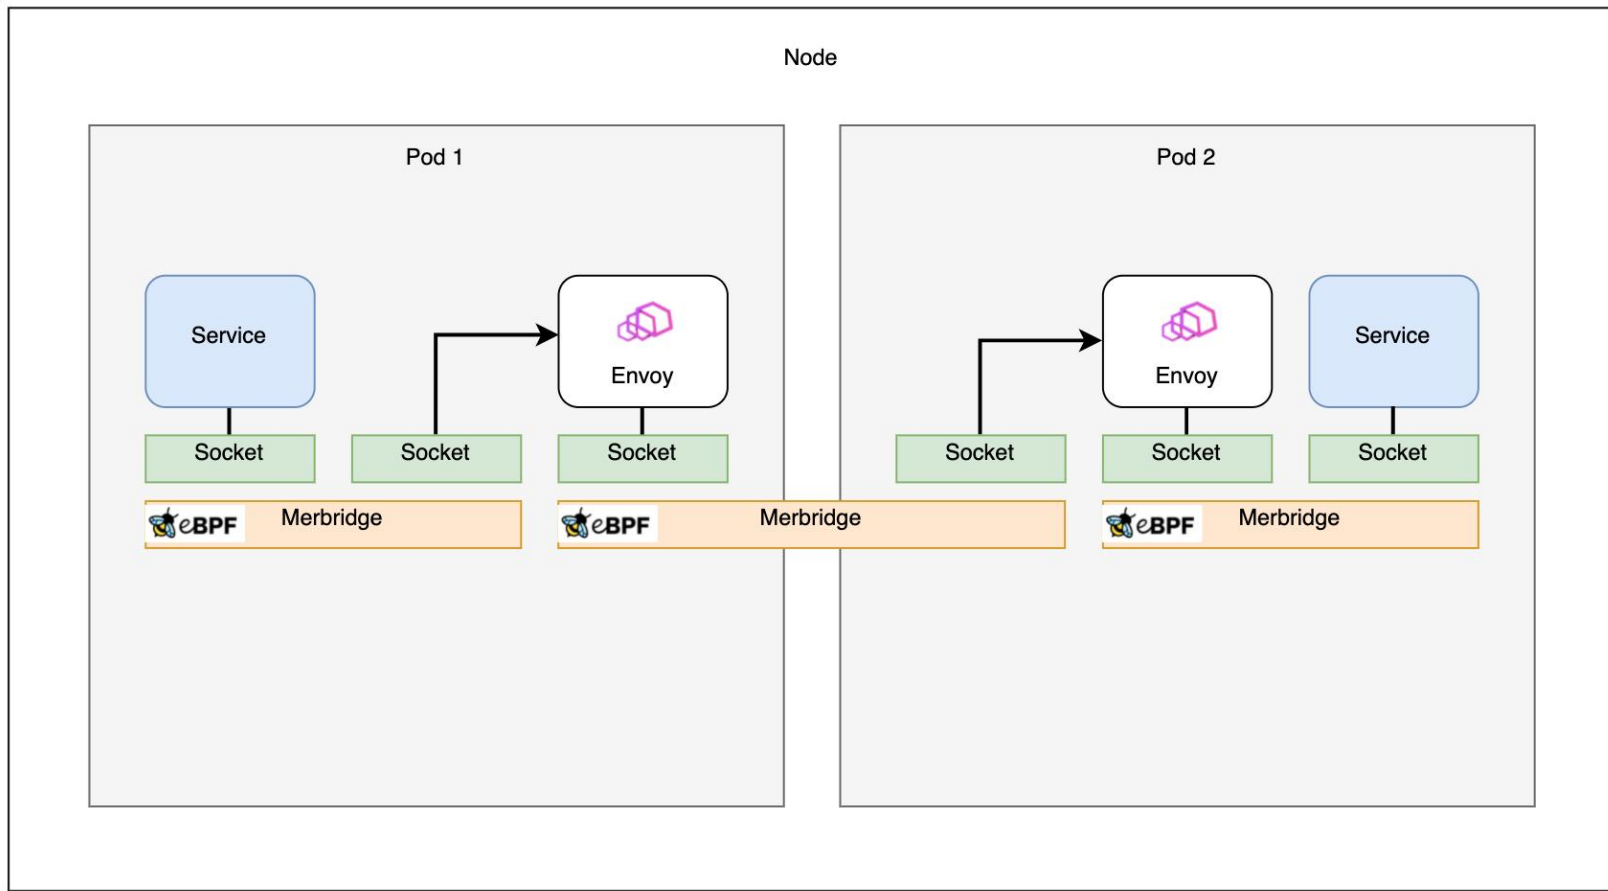 Node
Pod 1
Pod 2
Service
Envoy
Envoy
Service
Socket
Socket
Socket
Socket
Socket
Socket
eBPF
Merbridge
eBPF
Merbridge
eBPF
Merbridge